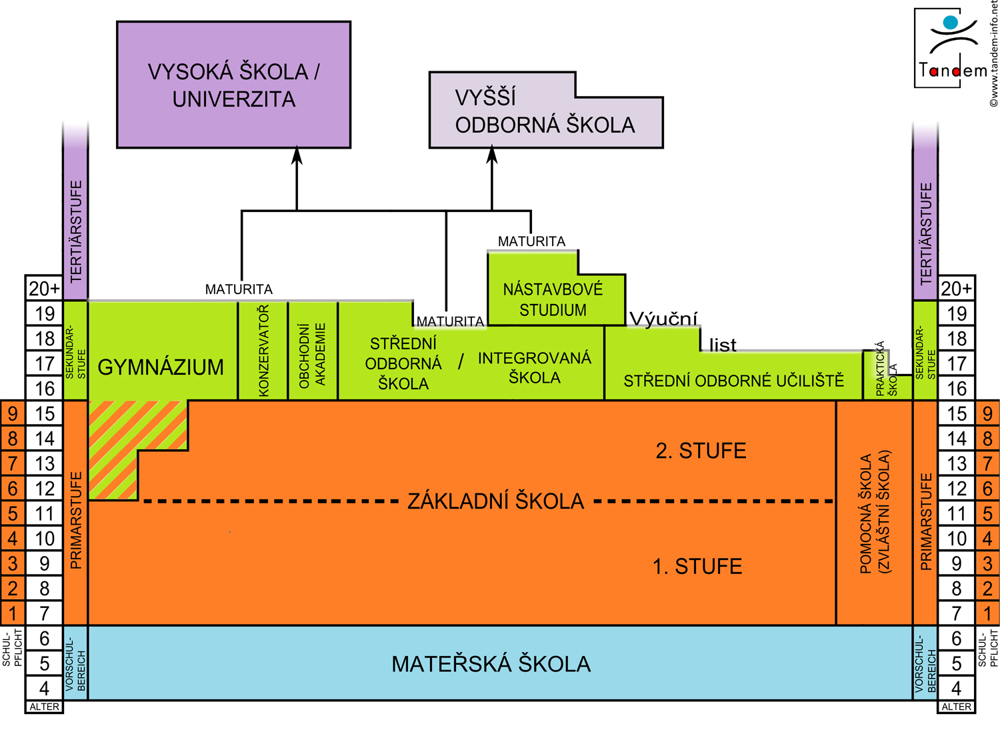 ©www.tandem-info.net
Tandem
VYSOKÁ ŠKOLA /
UNIVERZITA
VYŠŠÍ
ODBORNÁ ŠKOLA
MATURITA
MATURITA
MATURITA
NÁSTAVBOVÉ
STUDIUM
Výuční
list
GYMNÁZIUM
KONZERVATOŘ
OBCHODNÍ
AKADEMIE
STŘEDNÍ
ODBORNÁ
ŠKOLA
/
INTEGROVANÁ
ŠKOLA
STŘEDNÍ ODBORNÉ UČILIŠTĚ
PRAKTICKÁ
ŠKOLA
2. STUFE
ZÁKLADNÍ ŠKOLA
1. STUFE
POMOCNÁ ŠKOLA
(ZVLÁŠTNÍ ŠKOLA)
MATEŘSKÁ ŠKOLA
TERTIÄRSTUFE
SEKUNDAR-
STUFE
PRIMARSTUFE
VORSCHUL-
BEREICH
20+
19
18
17
16
9 15
8 14
7 13
6 12
5 11
4 10
3 9
2 8
1 7
6
5
4
ALTER
SCHUL-
PFLICHT
TERTIÄRSTUFE
SEKUNDAR-
STUFE
PRIMARSTUFE
VORSCHUL-
BEREICH
20+
19
18
17
16
15 9
14 8
13 7
12 6
11 5
10 4
9 3
8 2
7 1
6
5
4
ALTER
SCHUL-
PFLICHT